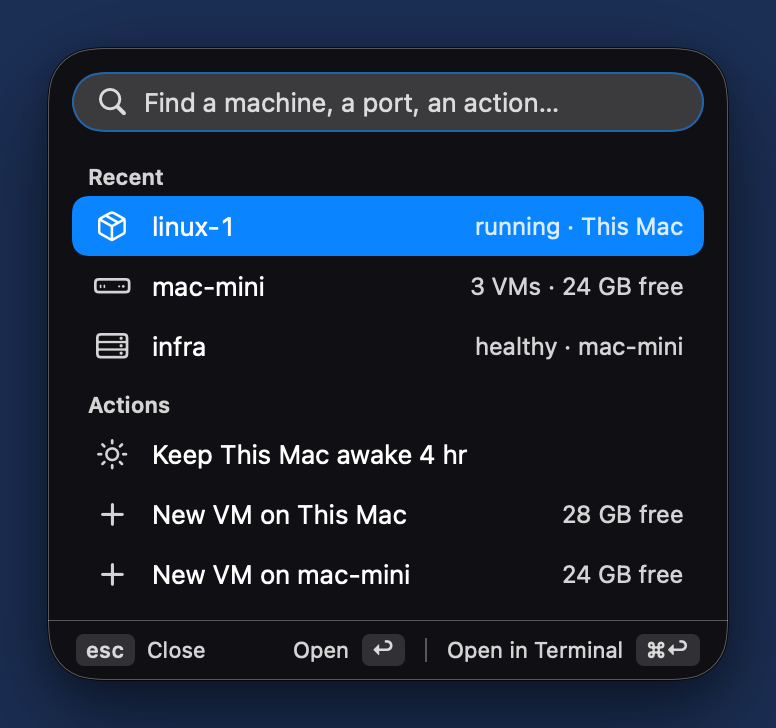 Find a machine, a port, an action…
Recent
linux-1 running · This Mac
mac-mini 3 VMs · 24 GB free
infra healthy · mac-mini
Actions
Keep This Mac awake 4 hr
New VM on This Mac 28 GB free
New VM on mac-mini 24 GB free
esc Close Open ↩ | Open in Terminal ⌘↩